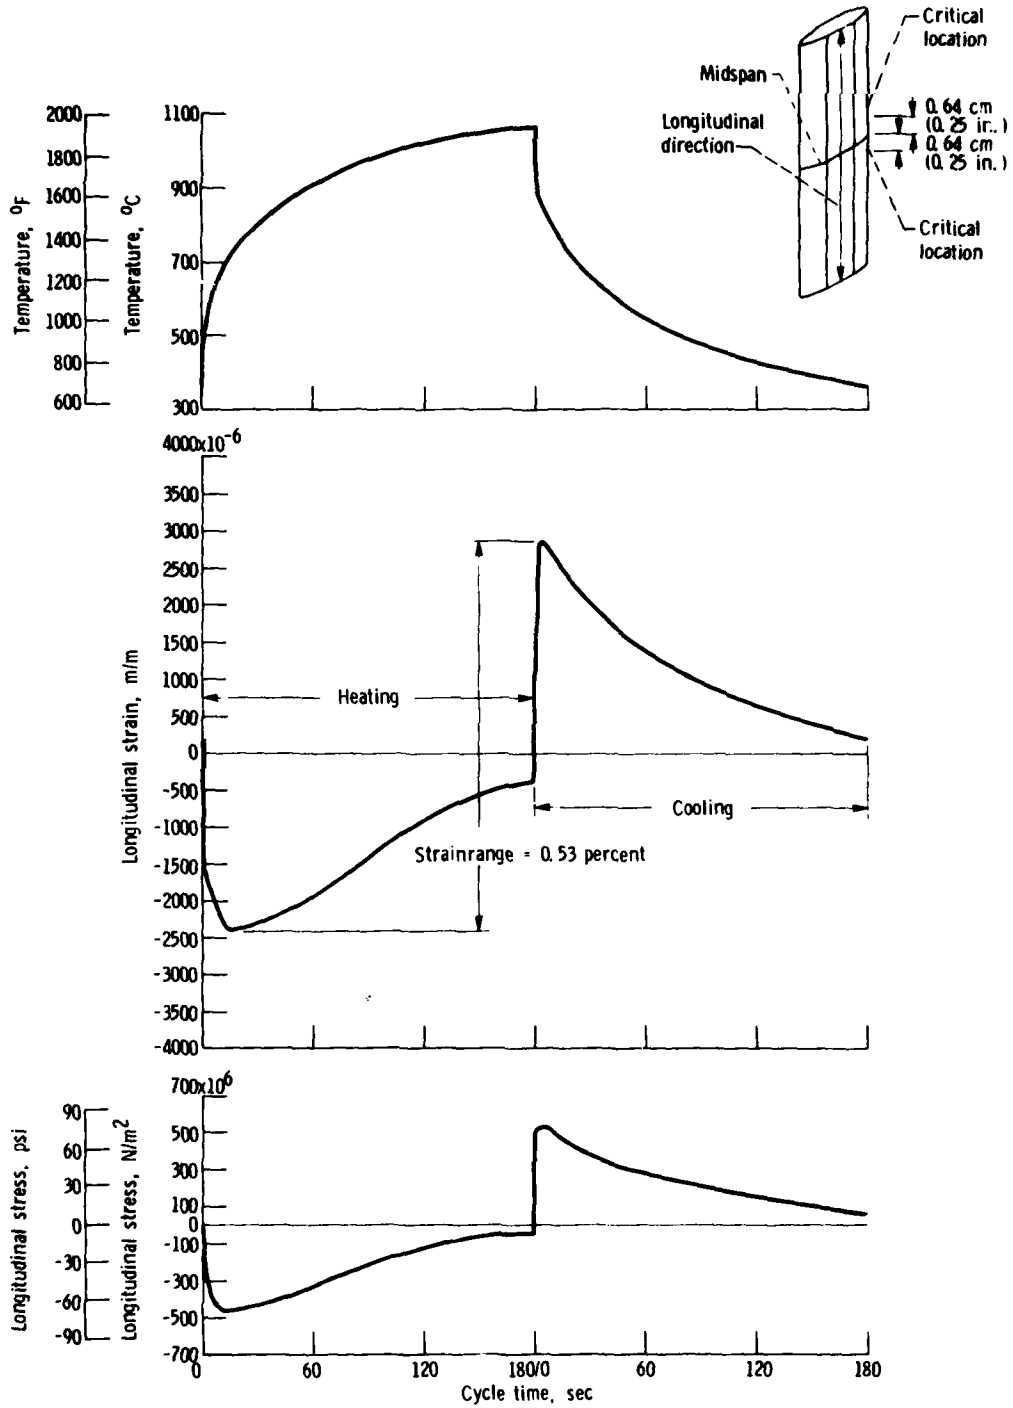 Critical
location
Midspan
0.64 cm
(0.25 in.)
0.64 cm
(0.25 in.)
Longitudinal
direction
Critical
location
Temperature, °F
2000
1800
1600
1400
1200
1000
800
600
Temperature, °C
1100
900
700
500
300
4000x10-6
3500
3000
2500
2000
1500
1000
500
0
-500
-1000
-1500
-2000
-2500
-3000
-3500
-4000
Longitudinal strain, m/m
Heating
Cooling
Strainrange = 0.53 percent
Longitudinal stress, psi
90
60
30
0
-30
-60
-90
Longitudinal stress, N/m2
700x106
500
300
100
0
-100
-300
-500
-700
0 60 120 180/0 60 120 180
Cycle time, sec